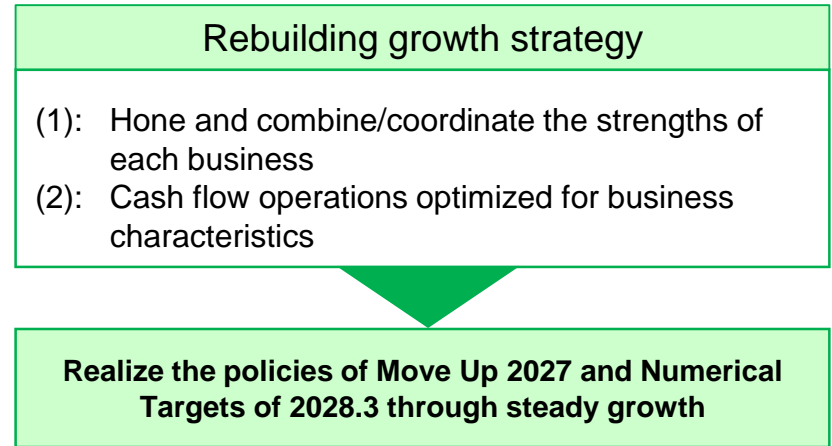 Rebuilding growth strategy
(1): Hone and combine/coordinate the strengths of
each business
(2): Cash flow operations optimized for business
characteristics
Realize the policies of Move Up 2027 and Numerical
Targets of 2028.3 through steady growth